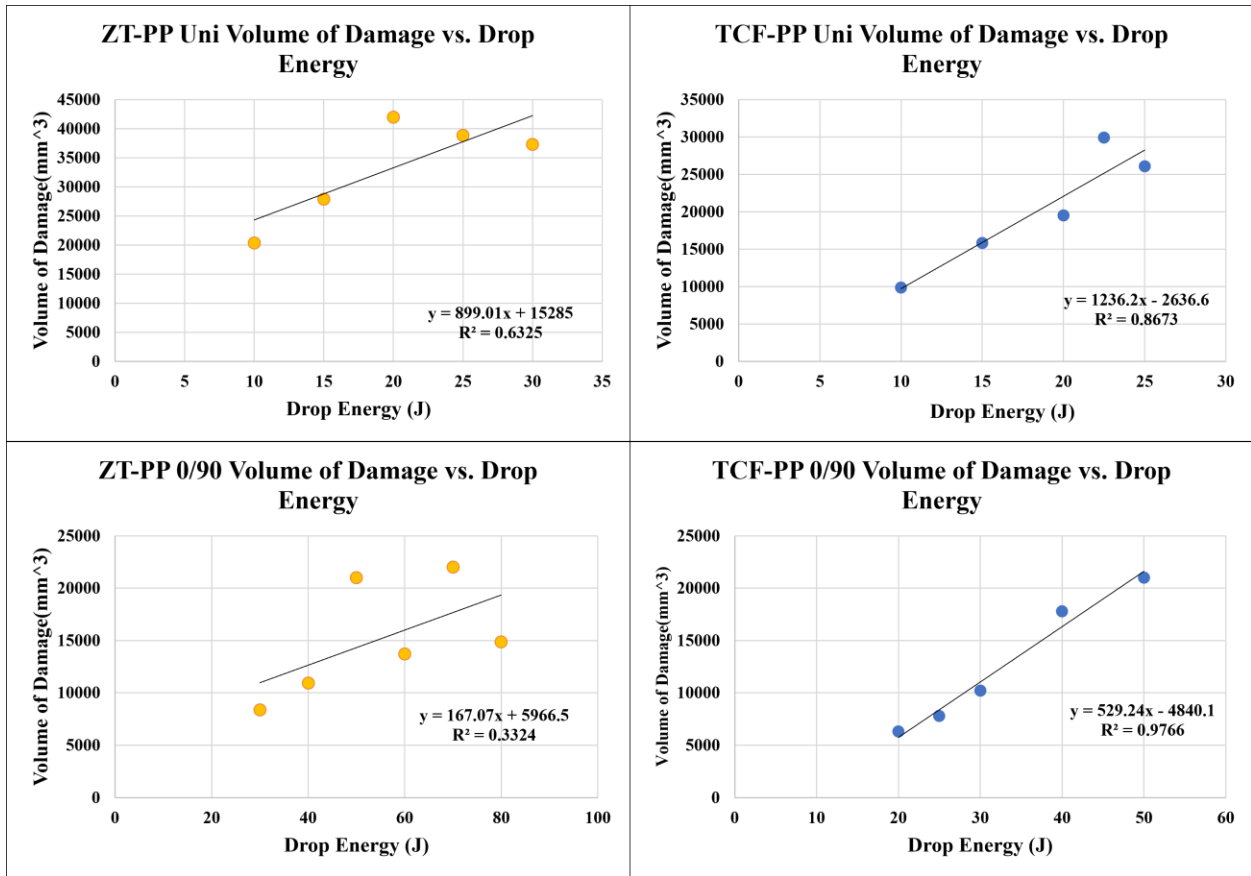 ZT-PP Uni Volume of Damage vs. Drop
Energy
Volume of Damage(mm^3)
45000
40000
35000
30000
25000
20000
15000
10000
5000
0
y = 899.01x + 15285
R² = 0.6325
0 5 10 15 20 25 30 35
Drop Energy (J)
TCF-PP Uni Volume of Damage vs. Drop
Energy
Volume of Damage(mm^3)
35000
30000
25000
20000
15000
10000
5000
0
y = 1236.2x - 2636.6
R² = 0.8673
0 5 10 15 20 25 30
Drop Energy (J)
ZT-PP 0/90 Volume of Damage vs. Drop
Energy
Volume of Damage(mm^3)
25000
20000
15000
10000
5000
0
y = 167.07x + 5966.5
R² = 0.3324
0 20 40 60 80 100
Drop Energy (J)
TCF-PP 0/90 Volume of Damage vs. Drop
Energy
Volume of Damage(mm^3)
25000
20000
15000
10000
5000
0
y = 529.24x - 4840.1
R² = 0.9766
0 10 20 30 40 50 60
Drop Energy (J)